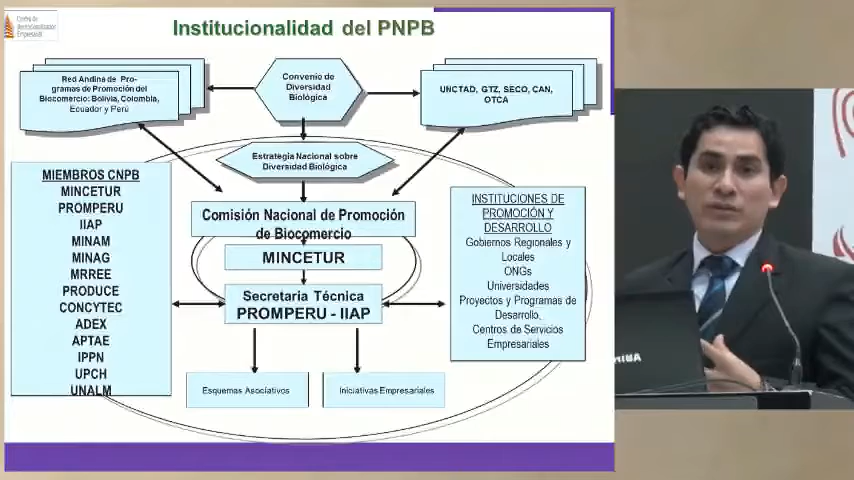 Centro de
Empresarial
Institucionalidad del PNPB
Red Andina de Pro-
gramas de Promoción del
Biocomercio: Bolivia, Colombia,
Ecuador y Perú
Convenio de
Diversidad
Biológica
UNCTAD, GTZ, SECO, CAN,
OTCA
Estrategia Nacional sobre
Diversidad Biológica
MIEMBROS CNPB
MINCETUR
PROMPERU
IIAP
MINAM
MINAG
MRREE
PRODUCE
CONCYTEC
ADEX
APTAE
IPPN
UPCH
UNALM
Comisión Nacional de Promoción
de Biocomercio
MINCETUR
Secretaria Técnica
PROMPERU - IIAP
Esquemas Asociativos
Iniciativas Empresariales
INSTITUCIONES DE
PROMOCIÓN Y
DESARROLLO
Gobiernos Regionales y
Locales
ONGs
Universidades
Proyectos y Programas de
Desarrollo,
Centros de Servicios
Empresariales